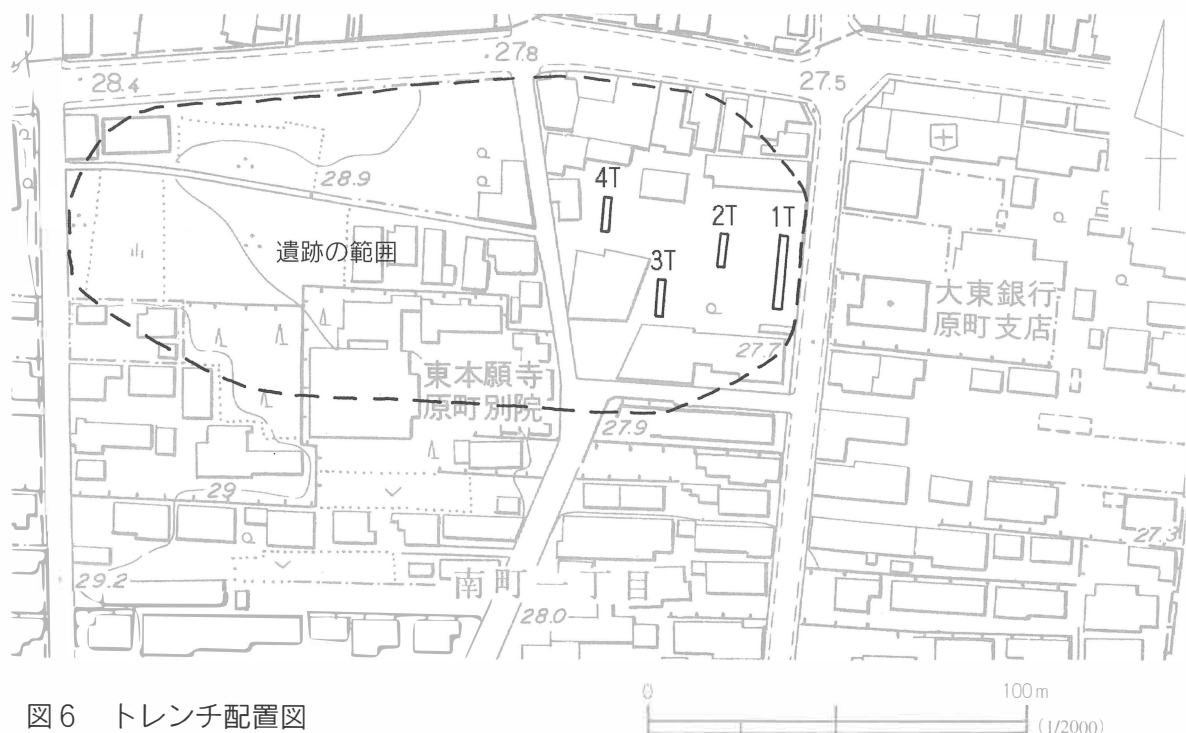 27.8
28.4
27.5
28.9
4T
2T
1T
3T
遺跡の範囲
大東銀行
原町支店
27.7
東本願寺
原町別院
27.9
29
27.3
29.2
南町一丁目
28.0
図6 トレンチ配置図
0
100m
(1/2000)